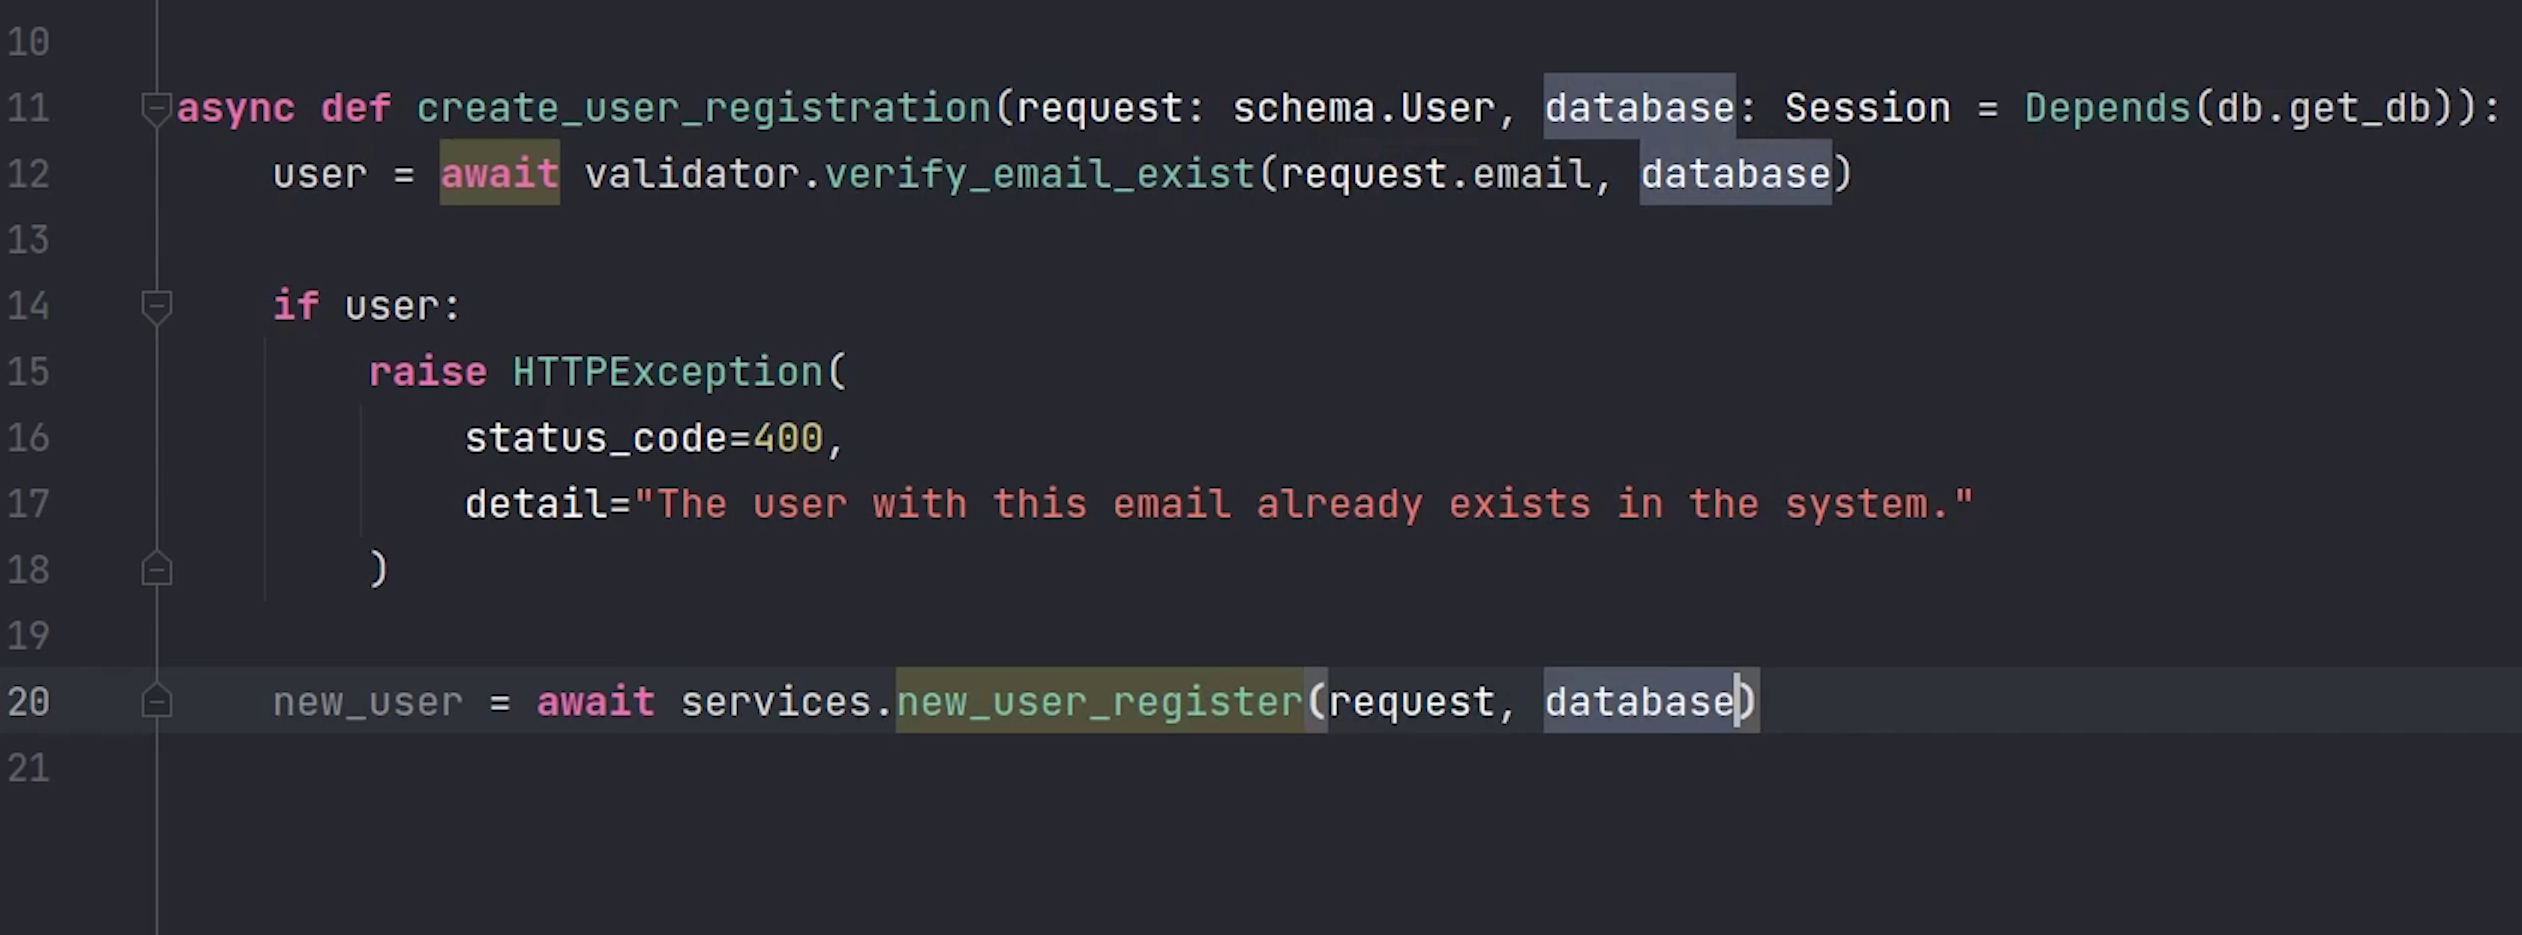 10
11 async def create_user_registration(request: schema.User, database: Session = Depends(db.get_db)):
12     user = await validator.verify_email_exist(request.email, database)
13
14     if user:
15         raise HTTPException(
16             status_code=400,
17             detail="The user with this email already exists in the system."
18         )
19
20     new_user = await services.new_user_register(request, database)
21